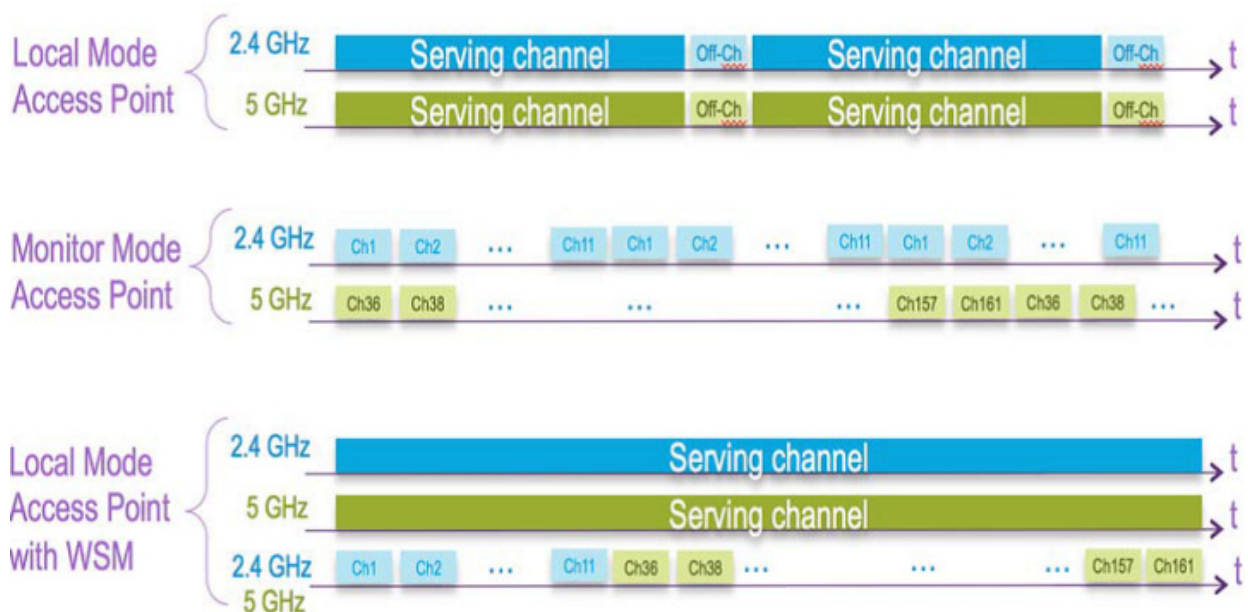 Local Mode
Access Point
2.4 GHz
Serving channel Off-Ch Serving channel Off-Ch t
5 GHz
Serving channel Off-Ch Serving channel Off-Ch t
Monitor Mode
Access Point
2.4 GHz
Ch1 Ch2 ... Ch11 Ch1 Ch2 ... Ch11 Ch1 Ch2 ... Ch11 t
5 GHz
Ch36 Ch38 ... ... ... Ch157 Ch161 Ch36 Ch38 ... t
Local Mode
Access Point
with WSM
2.4 GHz
Serving channel t
5 GHz
Serving channel t
2.4 GHz
5 GHz
Ch1 Ch2 ... Ch11 Ch36 Ch38 ... ... ... Ch157 Ch161 t